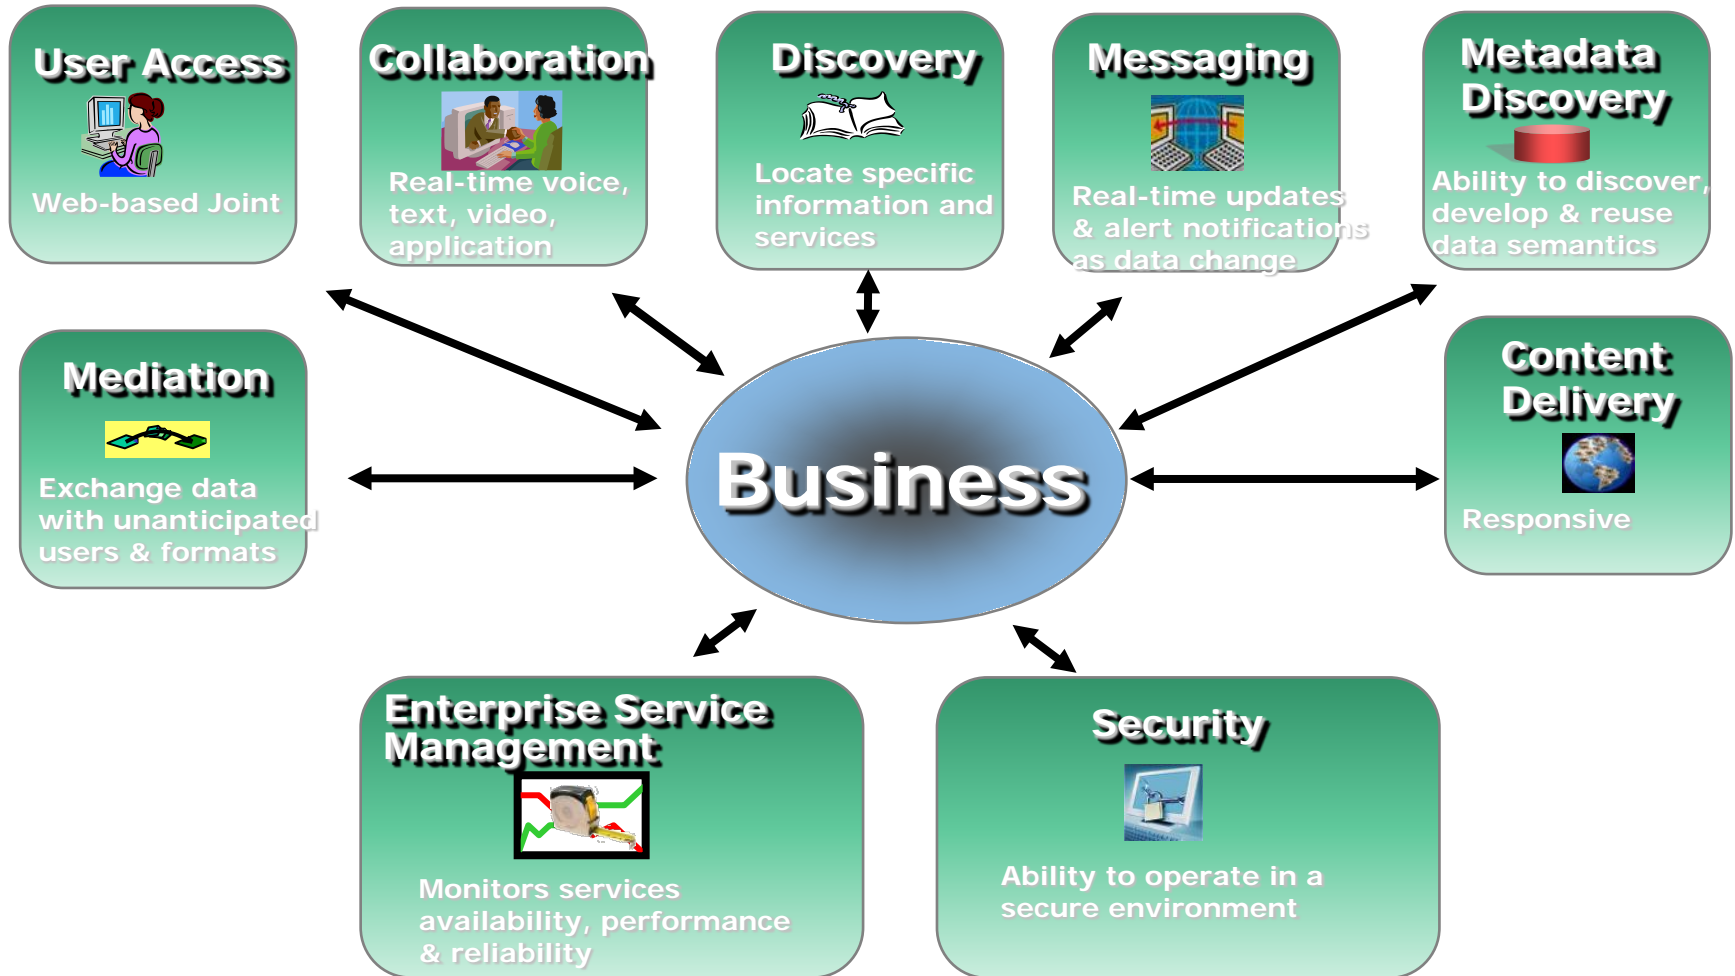 User Access
Web-based Joint
Collaboration
Real-time voice,
text, video,
application
Discovery
Locate specific
information and
services
Messaging
Real-time updates
& alert notifications
as data change
Metadata
Discovery
Ability to discover,
develop & reuse
data semantics
Mediation
Exchange data
with unanticipated
users & formats
Business
Content
Delivery
Responsive
Enterprise Service
Management
Monitors services
availability, performance
& reliability
Security
Ability to operate in a
secure environment